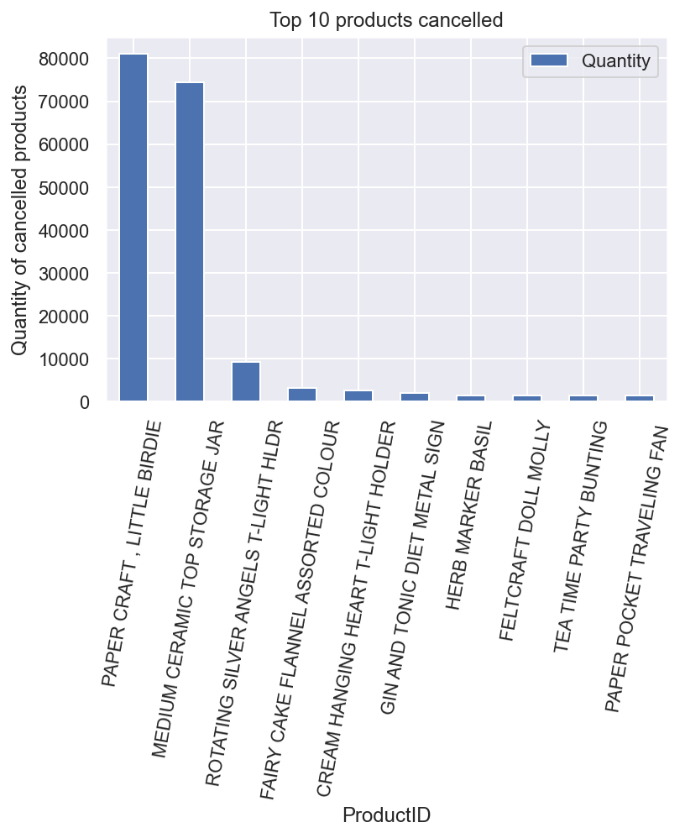 Top 10 products cancelled
Quantity
Quantity of cancelled products
80000
70000
60000
50000
40000
30000
20000
10000
0
PAPER CRAFT , LITTLE BIRDIE
MEDIUM CERAMIC TOP STORAGE JAR
ROTATING SILVER ANGELS T-LIGHT HLDR
FAIRY CAKE FLANNEL ASSORTED COLOUR
CREAM HANGING HEART T-LIGHT HOLDER
GIN AND TONIC DIET METAL SIGN
HERB MARKER BASIL
FELTCRAFT DOLL MOLLY
TEA TIME PARTY BUNTING
PAPER POCKET TRAVELING FAN
ProductID